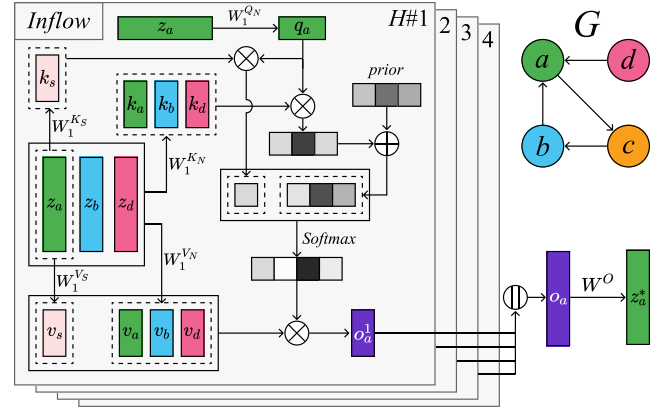 Inflow
z_a
W_1^{Q_N}
q_a
H#1
2
3
4
k_s
W_1^{K_S}
k_a
k_b
k_d
W_1^{K_N}
prior
z_a
z_b
z_d
W_1^{V_S}
W_1^{V_N}
Softmax
v_s
v_a
v_b
v_d
o_a^1
G
a
d
b
c
o_a
W^O
z_a^*